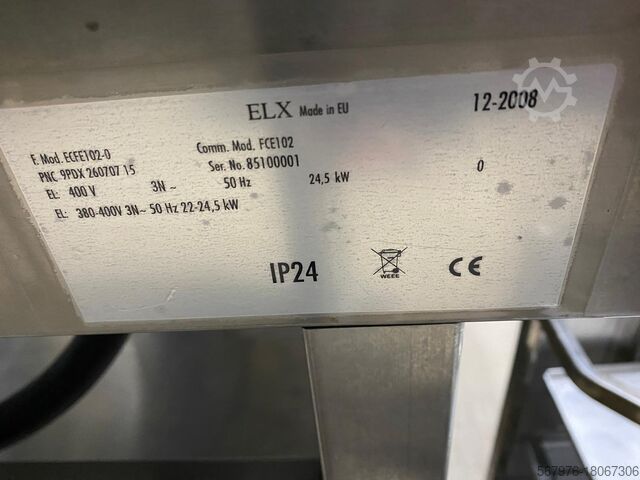 ELX Made in EU 12-2008
F. Mod. ECFE102-0 Comm. Mod. FCE102
PNC 9PDX 260707 15 Ser. No. 85100001 0
EL: 400 V 3N~ 50 Hz 24,5 kW
EL: 380-400V 3N~ 50 Hz 22-24,5 kW
IP24 WEEE CE
567976-18067306